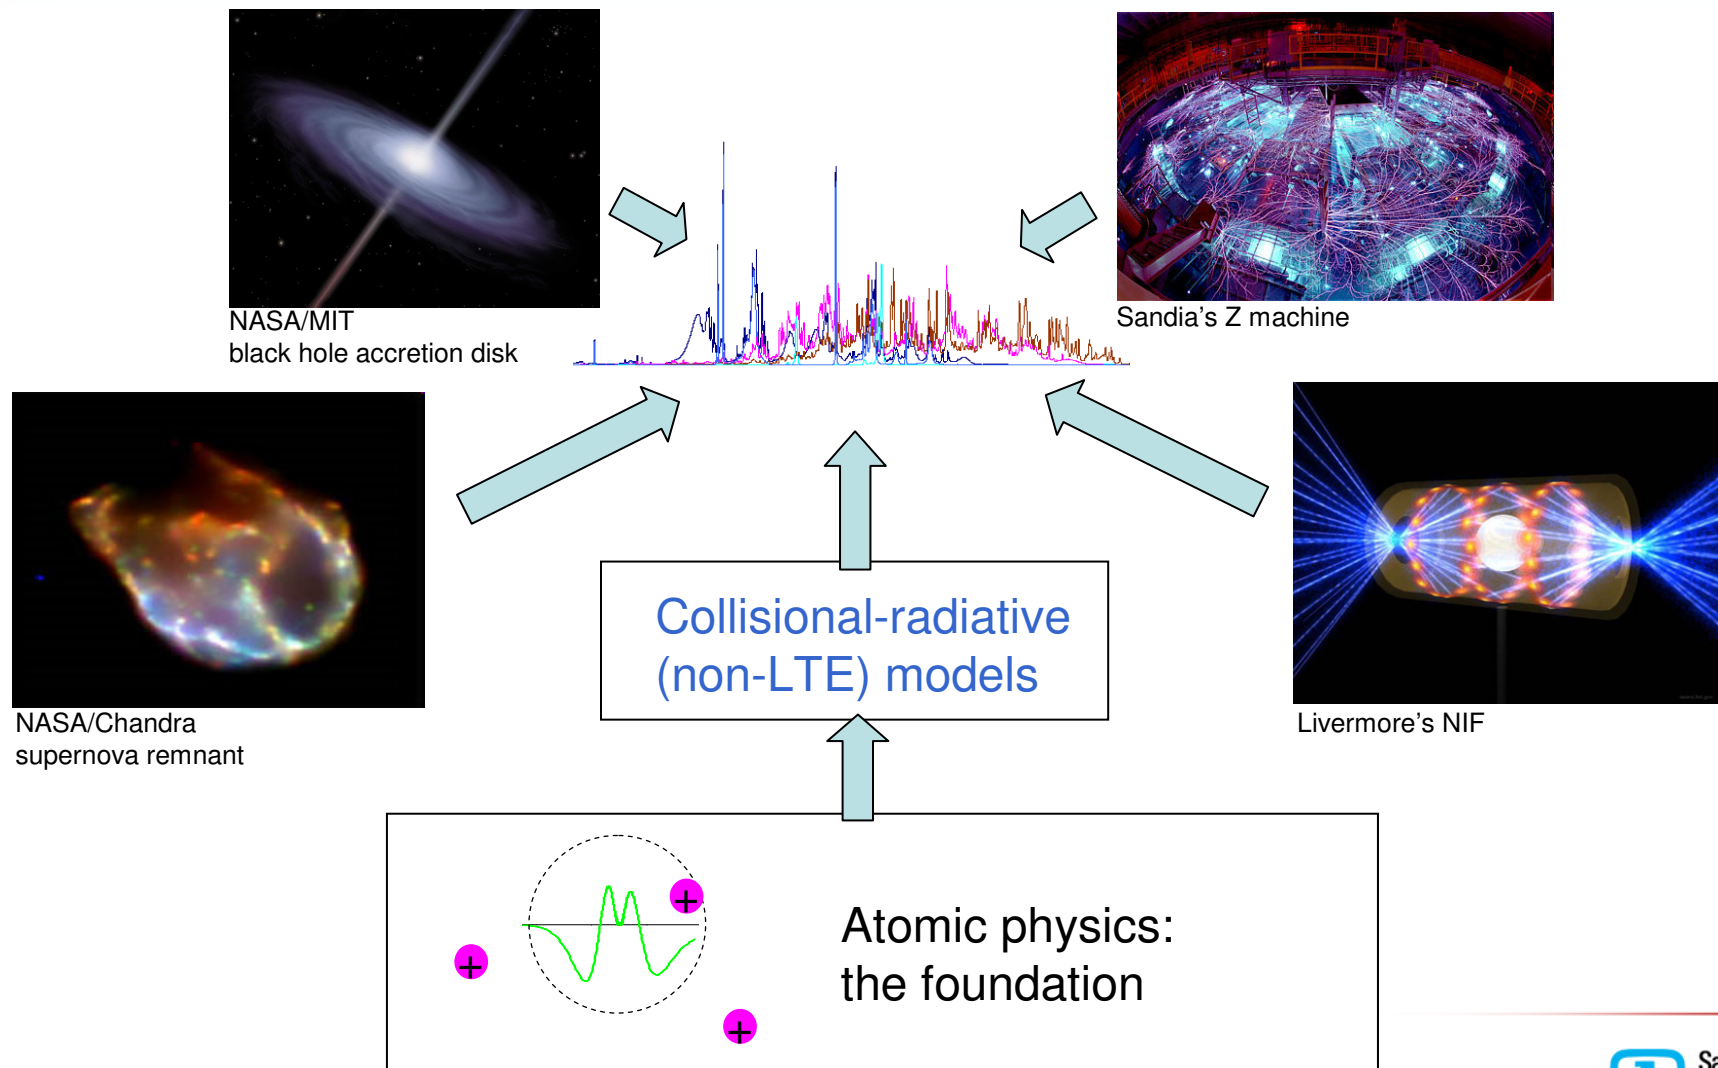 NASA/MIT
black hole accretion disk
Sandia’s Z machine
NASA/Chandra
supernova remnant
Collisional-radiative
(non-LTE) models
Livermore’s NIF
+
+
+
Atomic physics:
the foundation